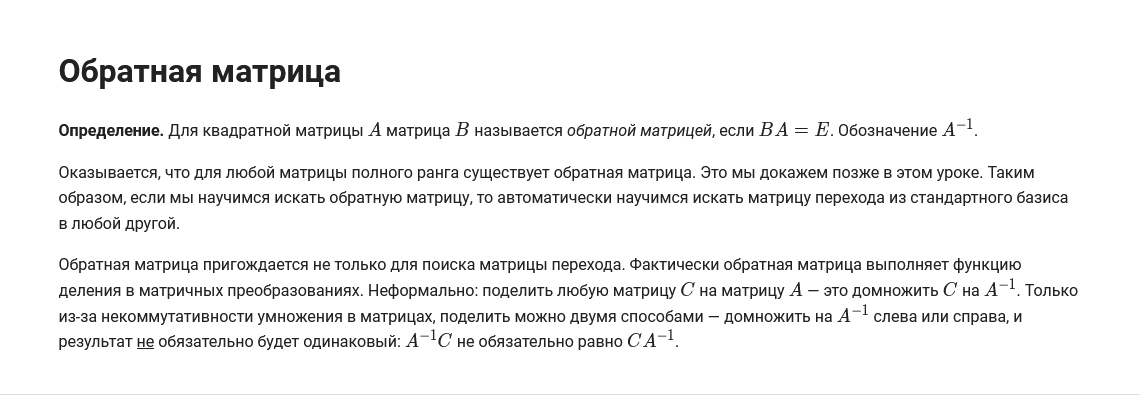 Обратная матрица
Определение. Для квадратной матрицы A матрица B называется обратной матрицей, если BA = E. Обозначение A⁻¹.
Оказывается, что для любой матрицы полного ранга существует обратная матрица. Это мы докажем позже в этом уроке. Таким
образом, если мы научимся искать обратную матрицу, то автоматически научимся искать матрицу перехода из стандартного базиса
в любой другой.
Обратная матрица пригождается не только для поиска матрицы перехода. Фактически обратная матрица выполняет функцию
деления в матричных преобразованиях. Неформально: поделить любую матрицу C на матрицу A — это домножить C на A⁻¹. Только
из-за некоммутативности умножения в матрицах, поделить можно двумя способами — домножить на A⁻¹ слева или справа, и
результат не обязательно будет одинаковый: A⁻¹C не обязательно равно CA⁻¹.